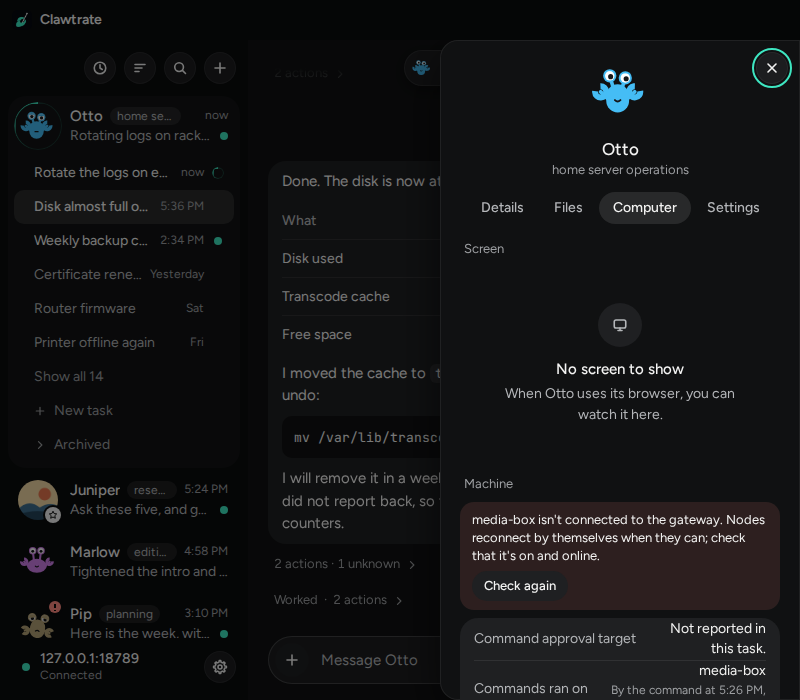 Clawtrate
Otto home se... now
Rotating logs on rack...
Rotate the logs on e... now
Disk almost full o... 5:36 PM
Weekly backup c... 2:34 PM
Certificate rene... Yesterday
Router firmware Sat
Printer offline again Fri
Show all 14
New task
Archived
Juniper rese... 5:24 PM
Ask these five, and g...
Marlow editi... 4:58 PM
Tightened the intro and ...
Pip planning 3:10 PM
Here is the week. wit...
127.0.0.1:18789
Connected
2 actions
Done. The disk is now at
What
Disk used
Transcode cache
Free space
I moved the cache to
undo:
mv /var/lib/transc
I will remove it in a wee
did not report back, so
counters.
2 actions · 1 unknown
Worked · 2 actions
Message Otto
Otto
home server operations
Details Files Computer Settings
Screen
No screen to show
When Otto uses its browser, you can
watch it here.
Machine
media-box isn't connected to the gateway. Nodes
reconnect by themselves when they can; check
that it's on and online.
Check again
Command approval target Not reported in
this task.
Commands ran on media-box
By the command at 5:26 PM,